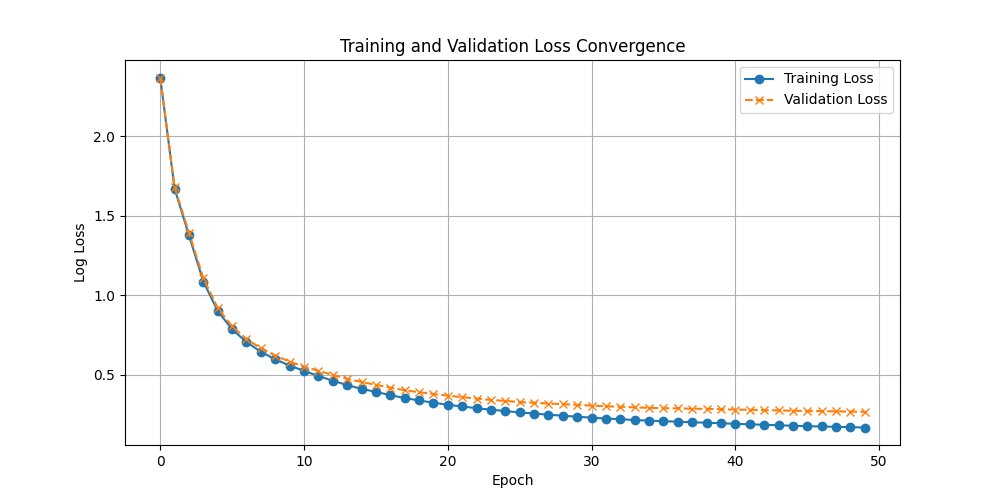 Training and Validation Loss Convergence
Training Loss
Validation Loss
2.0
1.5
1.0
0.5
Log Loss
0 10 20 30 40 50
Epoch